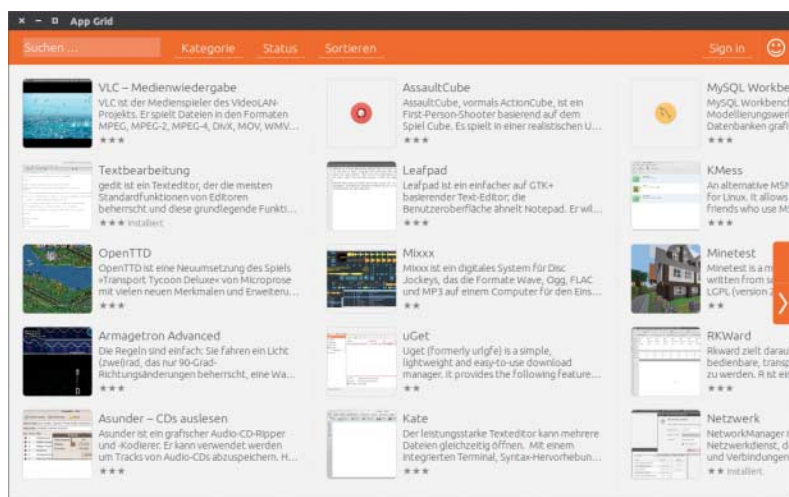 App Grid
Suchen ...
Kategorie
Status
Sortieren
Sign in
VLC – Medienwiedergabe
VLC ist der Medienspieler des VideoLAN-
Projekts. Er spielt Dateien in den Formaten
MPEG, MPEG-2, MPEG-4, DivX, MOV, WMV...
★★★
Textbearbeitung
gedit ist ein Texteditor, der die meisten
Standardfunktionen von Editoren
beherrscht und diese grundlegende Funkti...
★★★ Installiert
OpenTTD
OpenTTD ist eine Neuumsetzung des Spiels
»Transport Tycoon Deluxe« von Microprose
mit vielen neuen Merkmalen und Erweiteru...
★★★
Armagetron Advanced
Die Regeln sind einfach: Sie fahren ein Licht
(zwei)rad, das nur 90-Grad-
Richtungsänderungen beherrscht, eine Wa...
★★★
Asunder – CDs auslesen
Asunder ist ein grafischer Audio-CD-Ripper
und -Kodierer. Er kann verwendet werden
um Tracks von Audio-CDs abzuspeichern. H...
★★★
AssaultCube
AssaultCube, vormals ActionCube, ist ein
First-Person-Shooter basierend auf dem
Spiel Cube. Es spielt in einer realistischen U...
★★★
Leafpad
Leafpad ist ein einfacher auf GTK+
basierender Text-Editor; die
Benutzeroberfläche ähnelt Notepad. Er wil...
★★★
Mixxx
Mixxx ist ein digitales System für Disc
Jockeys, das die Formate Wave, Ogg, FLAC
und MP3 auf einem Computer für den Eins...
★★
uGet
Uget (formerly urlgfe) is a simple,
lightweight and easy-to-use download
manager. It provides the following feature...
★★
Kate
Der leistungsstarke Texteditor kann mehrere
Dateien gleichzeitig öffnen. Mit einem
integrierten Terminal, Syntax-Hervorhebun...
★★
MySQL Workbe
MySQL Workbench
Modellierungswerk
Datenbanken grafi
★★★
KMess
An alternative MSN
for Linux. It allows
friends who use MS
★★★
Minetest
Minetest is a m
written from s
LGPL (version 2
★★
RKWard
Rkward zielt darau
bedienbare, transp
zu werden. R ist ei
★★★
Netzwerk
NetworkManager i
Netzwerkdienst, d
und Verbindungen
★★ Installiert